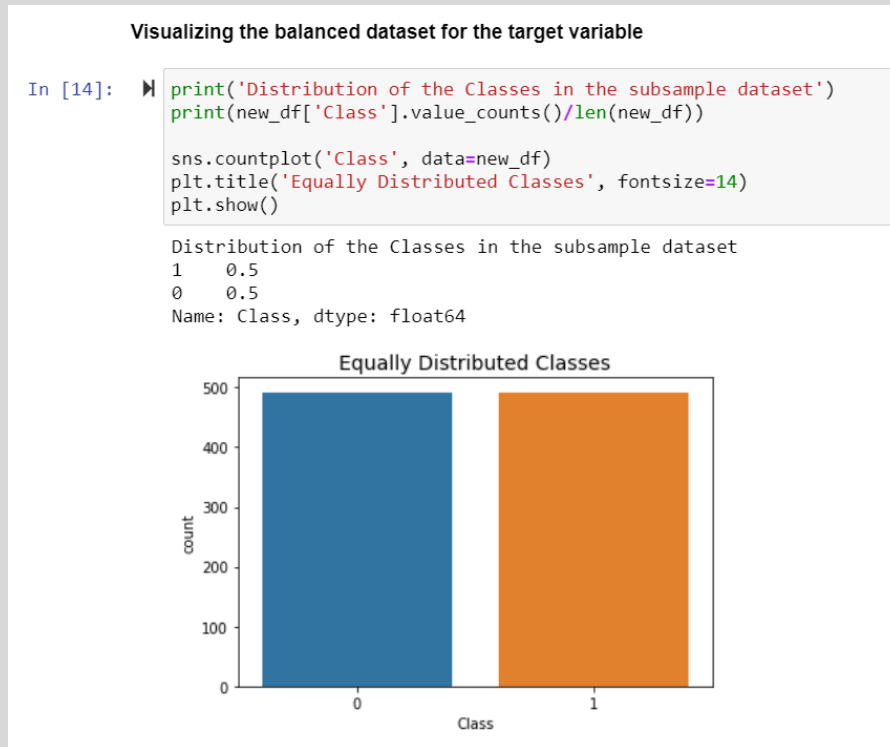 Visualizing the balanced dataset for the target variable
In [14]:
print('Distribution of the Classes in the subsample dataset')
print(new_df['Class'].value_counts()/len(new_df))
sns.countplot('Class', data=new_df)
plt.title('Equally Distributed Classes', fontsize=14)
plt.show()
Distribution of the Classes in the subsample dataset
1    0.5
0    0.5
Name: Class, dtype: float64
Equally Distributed Classes
500
400
300
200
100
0
count
0 1
Class